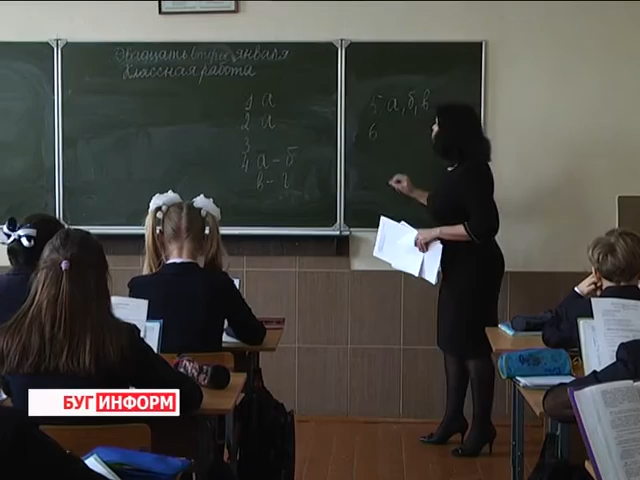 Двадцать второе января
Классная работа
1 а
2 а
3
4 а - б
в - г
5 а, б, в
6
БУГИНФОРМ